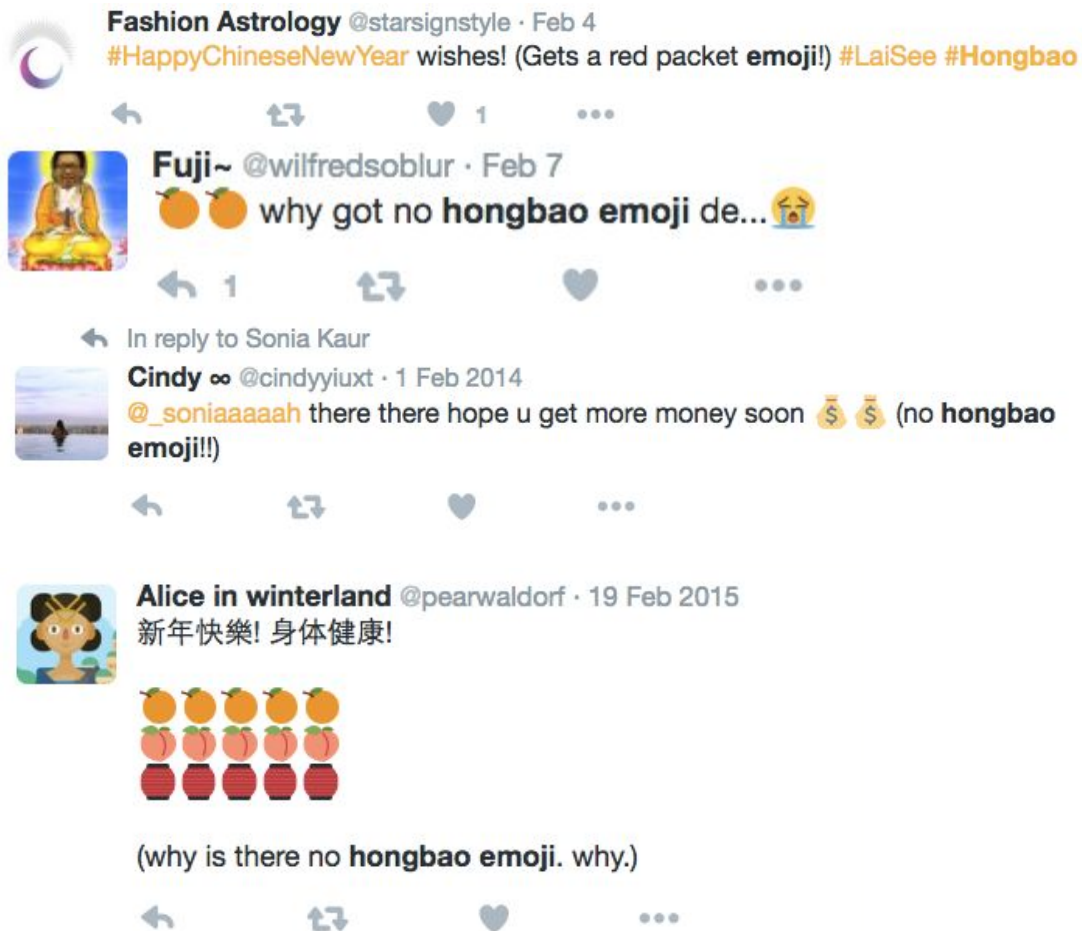 Fashion Astrology @starsignstyle · Feb 4
#HappyChineseNewYear wishes! (Gets a red packet emoji!) #LaiSee #Hongbao
1
Fuji~ @wilfredsoblur · Feb 7
🍊🍊 why got no hongbao emoji de...😭
1
In reply to Sonia Kaur
Cindy ∞ @cindyyiuxt · 1 Feb 2014
@_soniaaaaah there there hope u get more money soon 💰💰 (no hongbao
emoji!!)
Alice in winterland @pearwaldorf · 19 Feb 2015
新年快樂! 身体健康!
🍊🍊🍊🍊🍊
🍑🍑🍑🍑🍑
🏮🏮🏮🏮🏮
(why is there no hongbao emoji. why.)